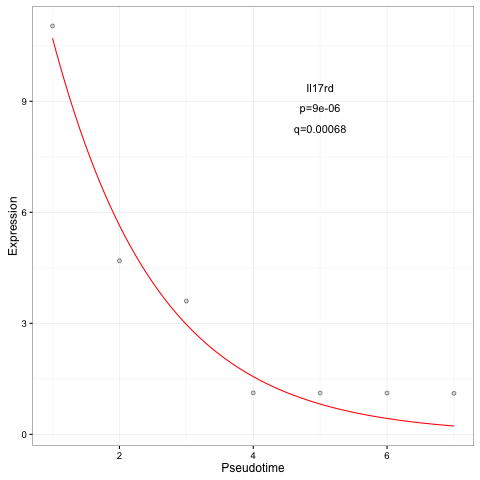 Il17rd
p=9e-06
q=0.00068
Expression
9
6
3
0
2
4
6
Pseudotime